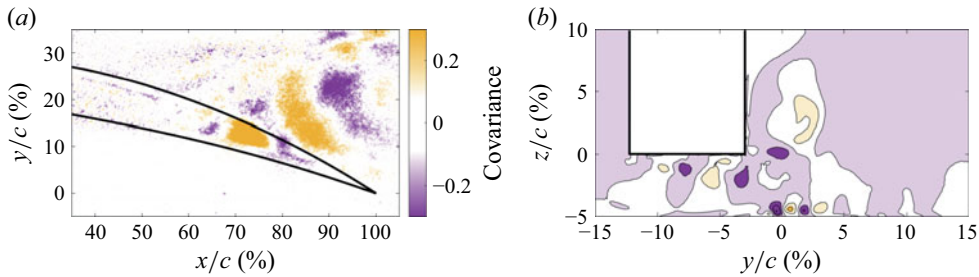 (a)
30
20
10
0
y/c (%)
40 50 60 70 80 90 100
x/c (%)
0.2
0
−0.2
Covariance
(b)
10
5
0
−5
z/c (%)
−15 −10 −5 0 5 10 15
y/c (%)